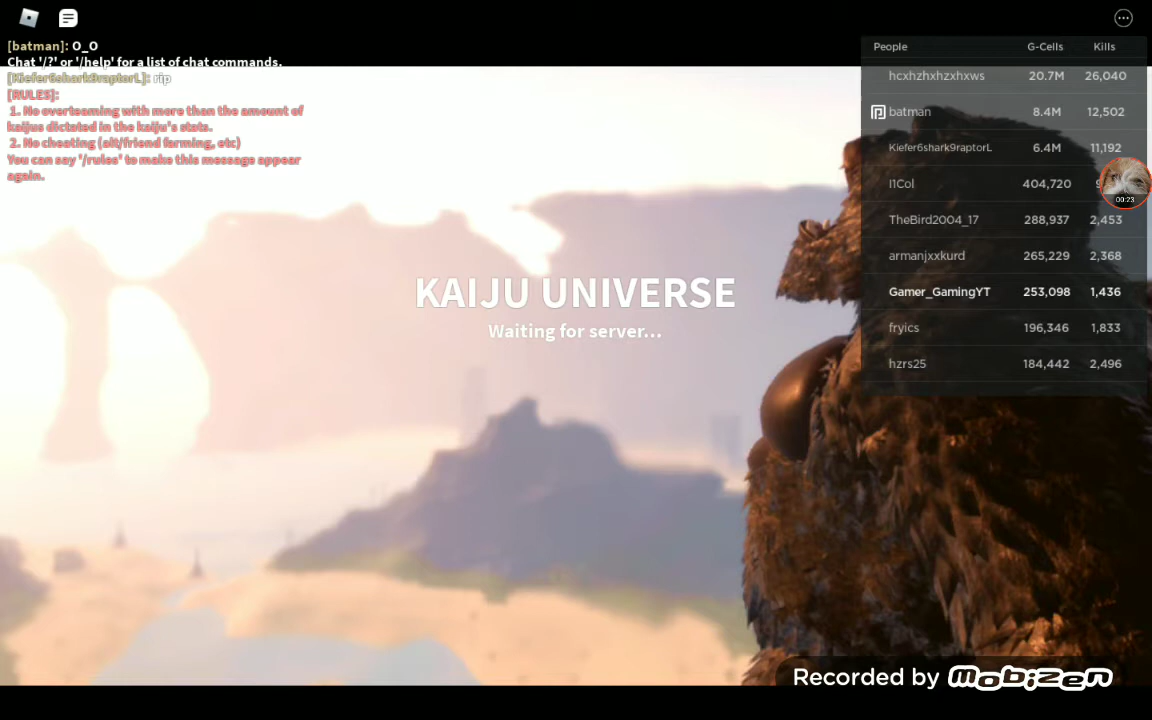 [batman]: O_O
Chat '/?' or '/help' for a list of chat commands.
[Kiefer6shark9raptorL]: rip
[RULES]:
1. No overteaming with more than the amount of
kaijus dictated in the kaiju's stats.
2. No cheating (alt/friend farming, etc)
You can say '/rules' to make this message appear
again.
People G-Cells Kills
hcxhzhxhzxhxws 20.7M 26,040
batman 8.4M 12,502
Kiefer6shark9raptorL 6.4M 11,192
I1Col 404,720
00:23
TheBird2004_17 288,937 2,453
armanjxxkurd 265,229 2,368
Gamer_GamingYT 253,098 1,436
fryics 196,346 1,833
hzrs25 184,442 2,496
KAIJU UNIVERSE
Waiting for server...
Recorded by Mobizen